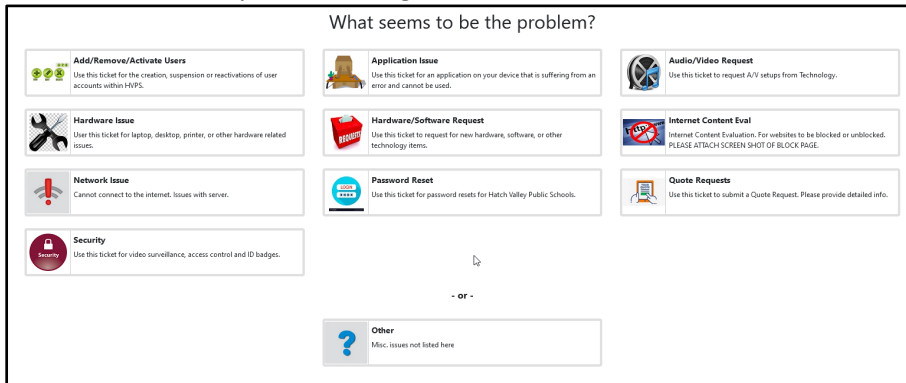 What seems to be the problem?
Add/Remove/Activate Users
Use this ticket for the creation, suspension or reactivations of user
accounts within HVPS.
Application Issue
Use this ticket for an application on your device that is suffering from an
error and cannot be used.
Audio/Video Request
Use this ticket to request A/V setups from Technology.
Hardware Issue
User this ticket for laptop, desktop, printer, or other hardware related
issues.
REQUESTS
Hardware/Software Request
Use this ticket to request for new hardware, software, or other
technology items.
http
Internet Content Eval
Internet Content Evaluation. For websites to be blocked or unblocked.
PLEASE ATTACH SCREEN SHOT OF BLOCK PAGE.
Network Issue
Cannot connect to the internet. Issues with server.
LOGIN
****
Password Reset
Use this ticket for password resets for Hatch Valley Public Schools.
Quote Requests
Use this ticket to submit a Quote Request. Please provide detailed info.
Security
Security
Use this ticket for video surveillance, access control and ID badges.
- or -
?
Other
Misc. issues not listed here